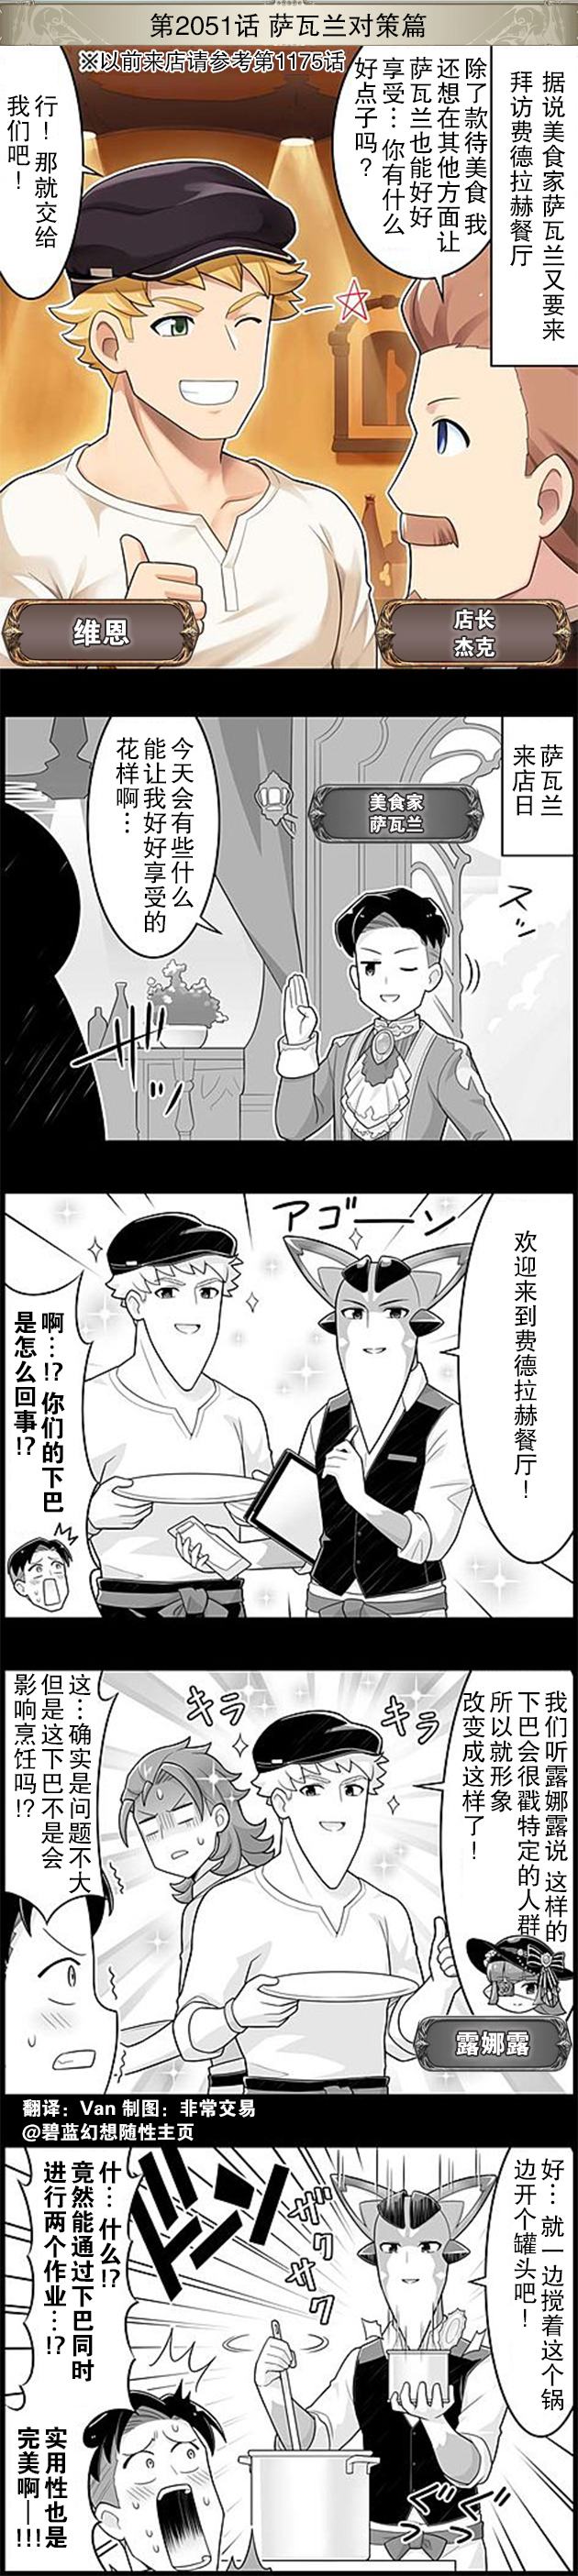 第2051话 萨瓦兰对策篇
※以前来店请参考第1175话
据说美食家萨瓦兰又要来
拜访费德拉赫餐厅
除了款待美食 我
还想在其他方面让
萨瓦兰也能好好
享受… 你有什么
好点子吗？
行！那就交给
我们吧！
维恩
店长
杰克
萨瓦兰
来店日
美食家
萨瓦兰
スッ
今天会有些什么
能让我好好享受的
花样啊…
欢迎来到费德拉赫餐厅！
アゴーン
啊…!? 你们的下巴
是怎么回事!?
我们听露娜露说 这样的
下巴会很戳特定的人群
所以就形象
改变成这样了！
キラ
キラ
露娜露
这…确实是问题不大
但是这下巴不是会
影响烹饪吗!?
翻译：Van 制图：非常交易
@碧蓝幻想随性主页
好… 就一边搅着这个锅
边开个罐头吧！
ザクザク
ドン
ぐっぐっ
什… 什么!?
竟然能通过下巴同时
进行两个作业…!?
实用性也是
完美啊──!!!